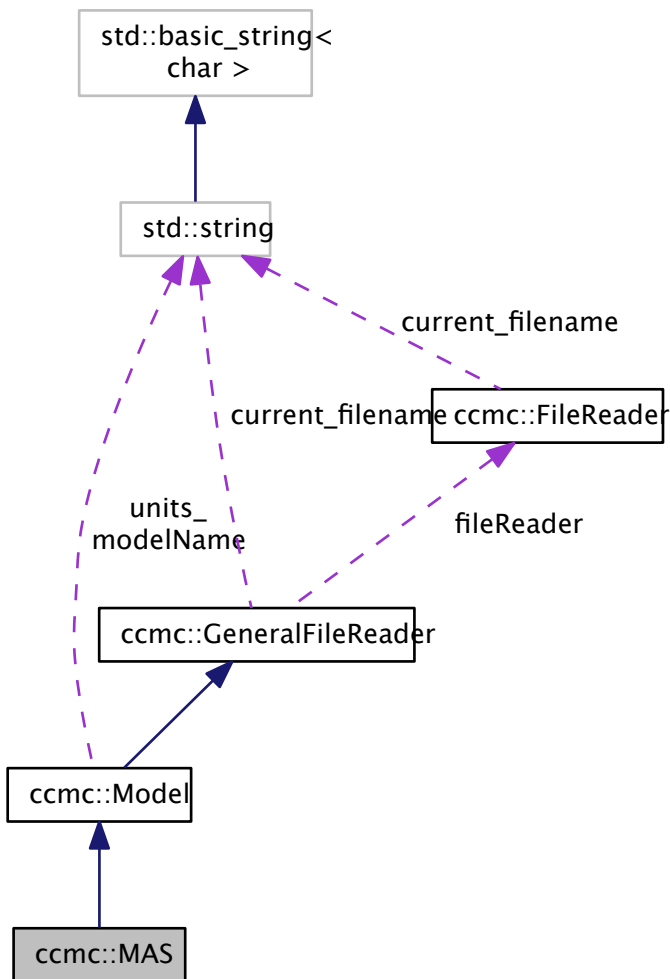 std::basic_string<
char >
std::string
current_filename
current_filename
ccmc::FileReader
units_
modelName
fileReader
ccmc::GeneralFileReader
ccmc::Model
ccmc::MAS